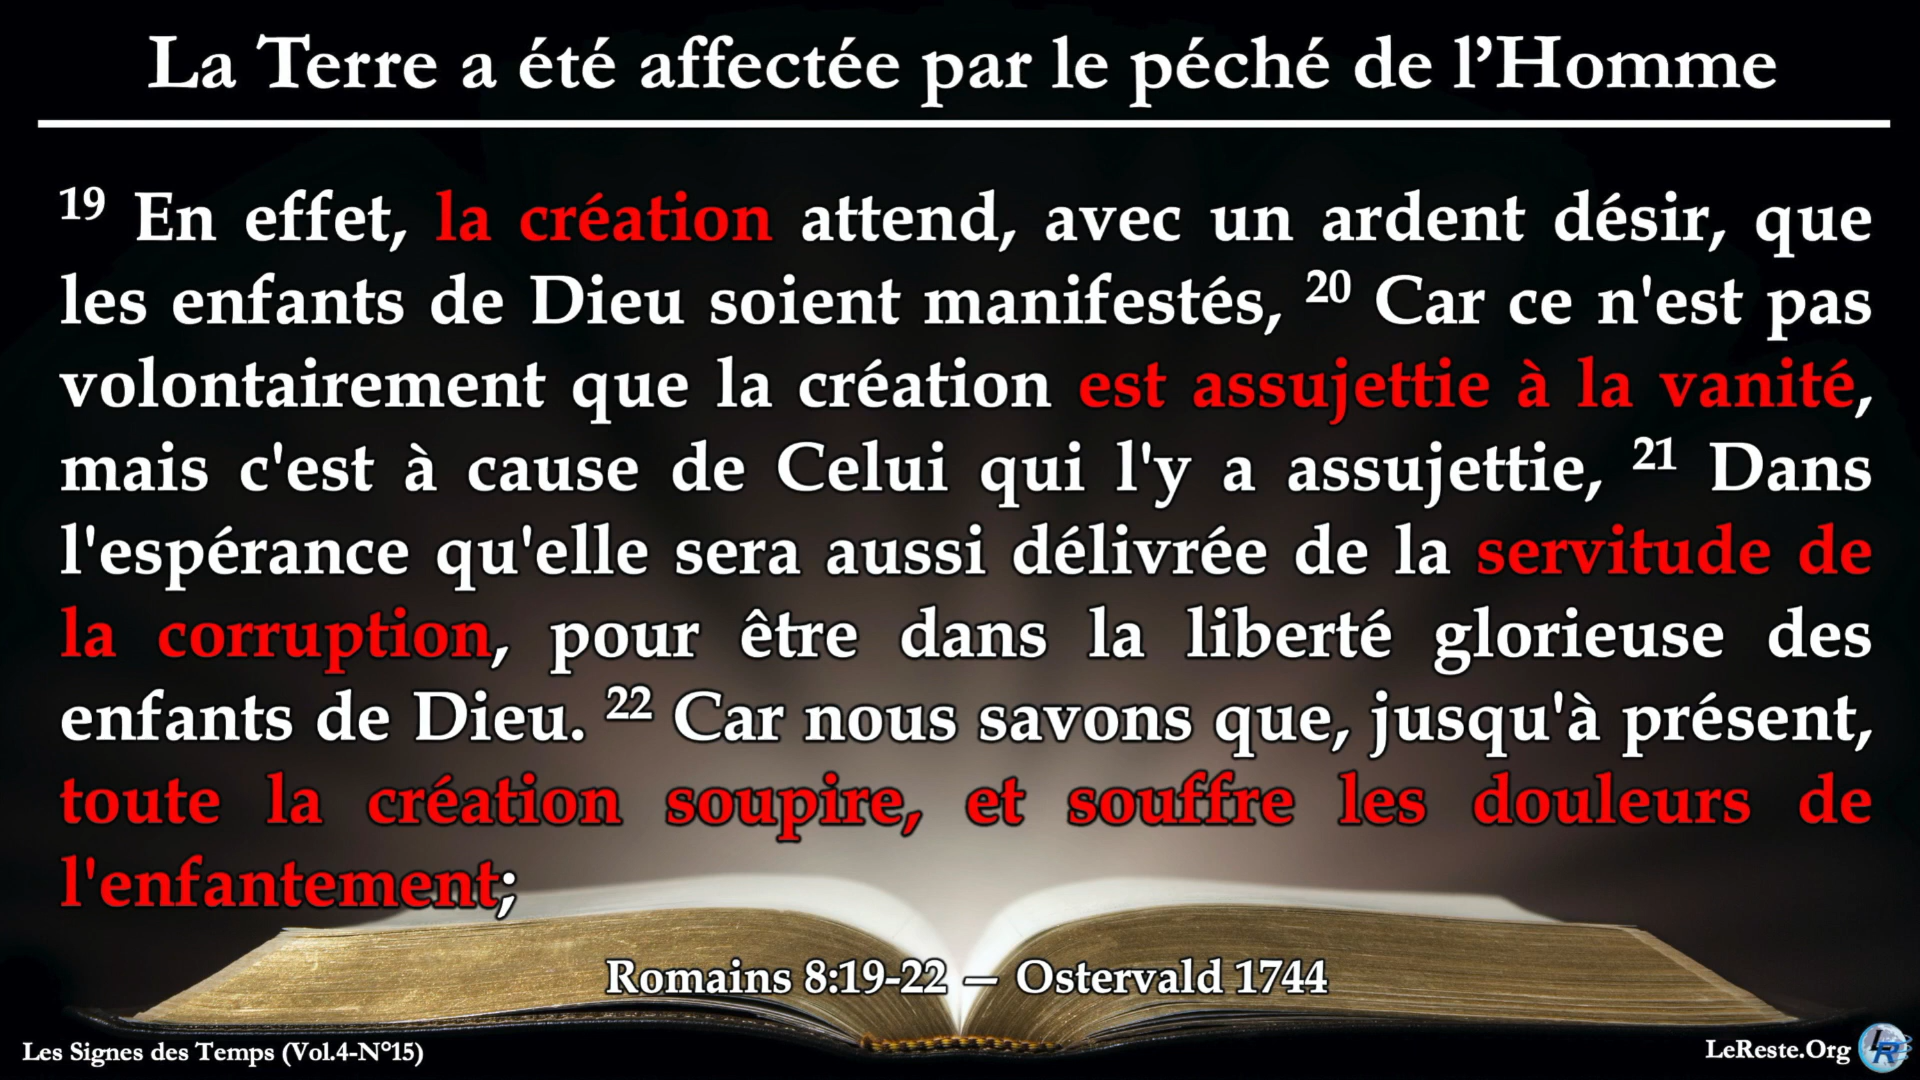 La Terre a été affectée par le péché de l’Homme
19 En effet, la création attend, avec un ardent désir, que
les enfants de Dieu soient manifestés, 20 Car ce n'est pas
volontairement que la création est assujettie à la vanité,
mais c'est à cause de Celui qui l'y a assujettie, 21 Dans
l'espérance qu'elle sera aussi délivrée de la servitude de
la corruption, pour être dans la liberté glorieuse des
enfants de Dieu. 22 Car nous savons que, jusqu'à présent,
toute la création soupire, et souffre les douleurs de
l'enfantement;
Romains 8:19-22 — Ostervald 1744
Les Signes des Temps (Vol.4-N°15)
LeReste.Org
LR